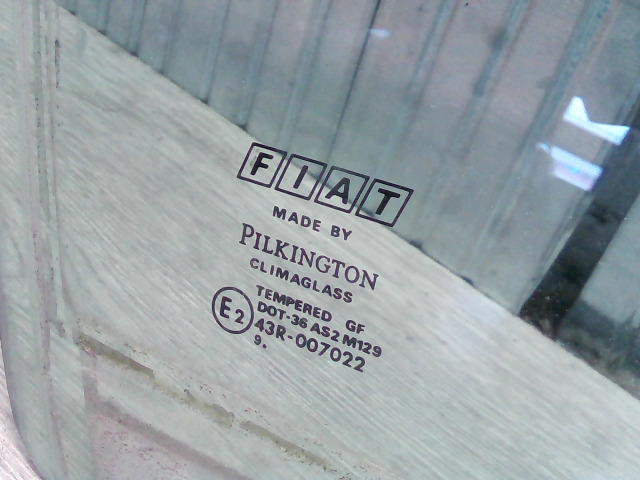 FIAT
MADE BY
PILKINGTON
CLIMAGLASS
TEMPERED GF
DOT-36 AS2 M129
E2 43R-007022
9.